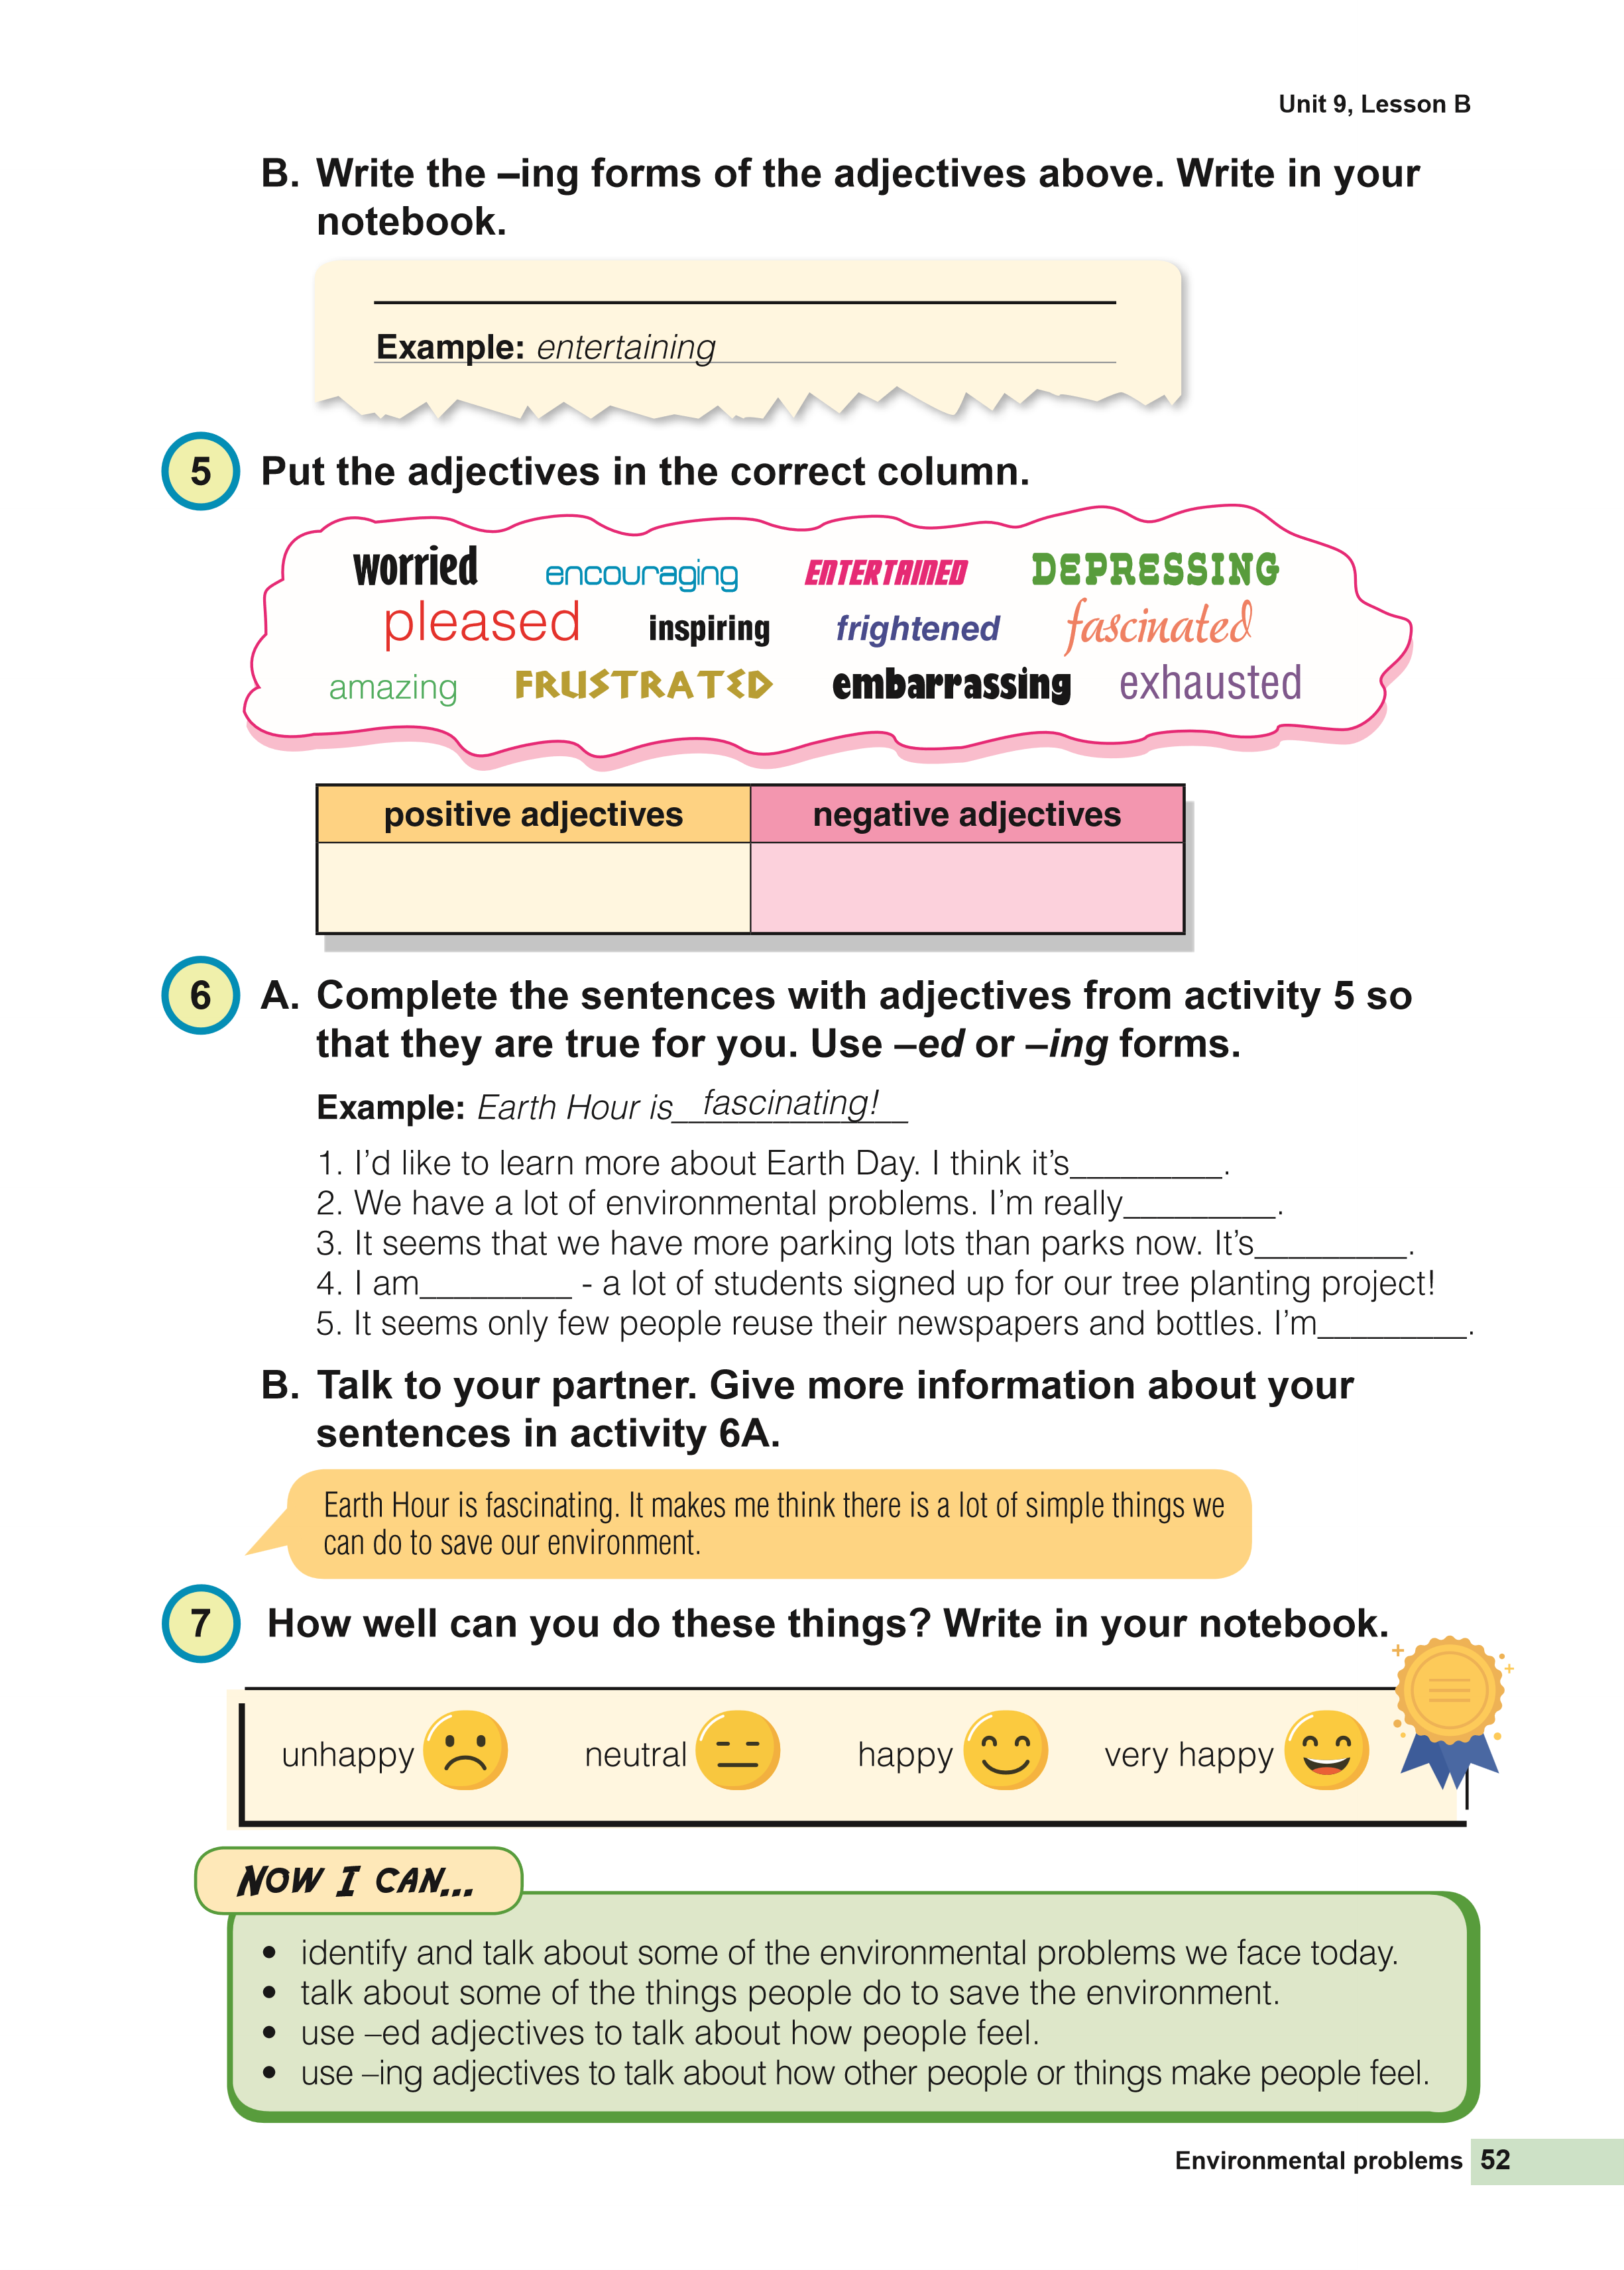 Unit 9, Lesson B
B. Write the –ing forms of the adjectives above. Write in your
notebook.
Example: entertaining
5 Put the adjectives in the correct column.
worried encouraging ENTERTAINED DEPRESSING
pleased inspiring frightened fascinated
amazing FRUSTRATED embarrassing exhausted
positive adjectives negative adjectives
6 A. Complete the sentences with adjectives from activity 5 so
that they are true for you. Use –ed or –ing forms.
Example: Earth Hour is fascinating!
1. I’d like to learn more about Earth Day. I think it’s_________.
2. We have a lot of environmental problems. I’m really_________.
3. It seems that we have more parking lots than parks now. It’s_________.
4. I am_________ - a lot of students signed up for our tree planting project!
5. It seems only few people reuse their newspapers and bottles. I’m_________.
B. Talk to your partner. Give more information about your
sentences in activity 6A.
Earth Hour is fascinating. It makes me think there is a lot of simple things we
can do to save our environment.
7 How well can you do these things? Write in your notebook.
unhappy neutral happy very happy
NOW I CAN...
• identify and talk about some of the environmental problems we face today.
• talk about some of the things people do to save the environment.
• use –ed adjectives to talk about how people feel.
• use –ing adjectives to talk about how other people or things make people feel.
Environmental problems 52